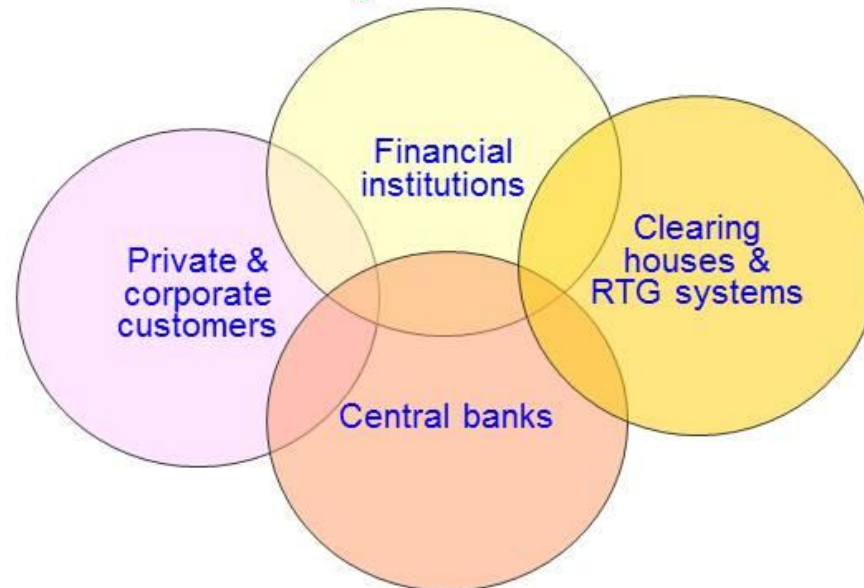 Financial
institutions
Private &
corporate
customers
Clearing
houses &
RTG systems
Central banks